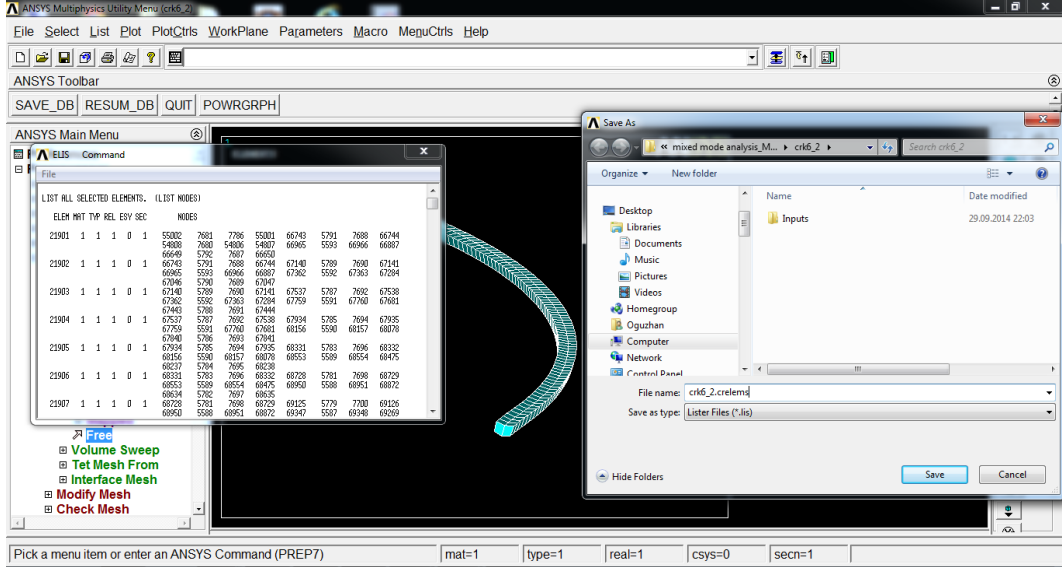 ANSYS Multiphysics Utility Menu (crk6_2)
File Select List Plot PlotCtrls WorkPlane Parameters Macro MenuCtrls Help
ANSYS Toolbar
SAVE_DB RESUM_DB QUIT POWRGRPH
ANSYS Main Menu
ELIS Command
File
LIST ALL SELECTED ELEMENTS. (LIST NODES)
ELEM MAT TYP REL ESY SEC NODES
21901 1 1 1 0 1 55002 7681 7786 55001 66743 5791 7688 66744
54808 7680 54806 54807 66965 5593 66966 66887
66649 5792 7687 66650
21902 1 1 1 0 1 66743 5791 7688 66744 67140 5789 7690 67141
66965 5593 66966 66887 67362 5592 67363 67284
67046 5790 7689 67047
21903 1 1 1 0 1 67140 5789 7690 67141 67537 5787 7692 67538
67362 5592 67363 67284 67759 5591 67760 67681
67443 5788 7691 67444
21904 1 1 1 0 1 67537 5787 7692 67538 67934 5785 7694 67935
67759 5591 67760 67681 68156 5590 68157 68078
67840 5786 7693 67841
21905 1 1 1 0 1 67934 5785 7694 67935 68331 5783 7696 68332
68156 5590 68157 68078 68553 5589 68554 68475
68237 5784 7695 68238
21906 1 1 1 0 1 68331 5783 7696 68332 68728 5781 7698 68729
68553 5589 68554 68475 68950 5588 68951 68872
68634 5782 7697 68635
21907 1 1 1 0 1 68728 5781 7698 68729 69125 5779 7700 69126
68950 5588 68951 68872 69347 5587 69348 69269
Free
Volume Sweep
Tet Mesh From
Interface Mesh
Modify Mesh
Check Mesh
1
Save As
« mixed mode analysis_M... crk6_2
Search crk6_2
Organize New folder
Desktop
Libraries
Documents
Music
Pictures
Videos
Homegroup
Oguzhan
Computer
Network
Control Panel
Name Date modified
Inputs 29.09.2014 22:03
File name: crk6_2.crelems
Save as type: Lister Files (*.lis)
Hide Folders Save Cancel
Pick a menu item or enter an ANSYS Command (PREP7) mat=1 type=1 real=1 csys=0 secn=1